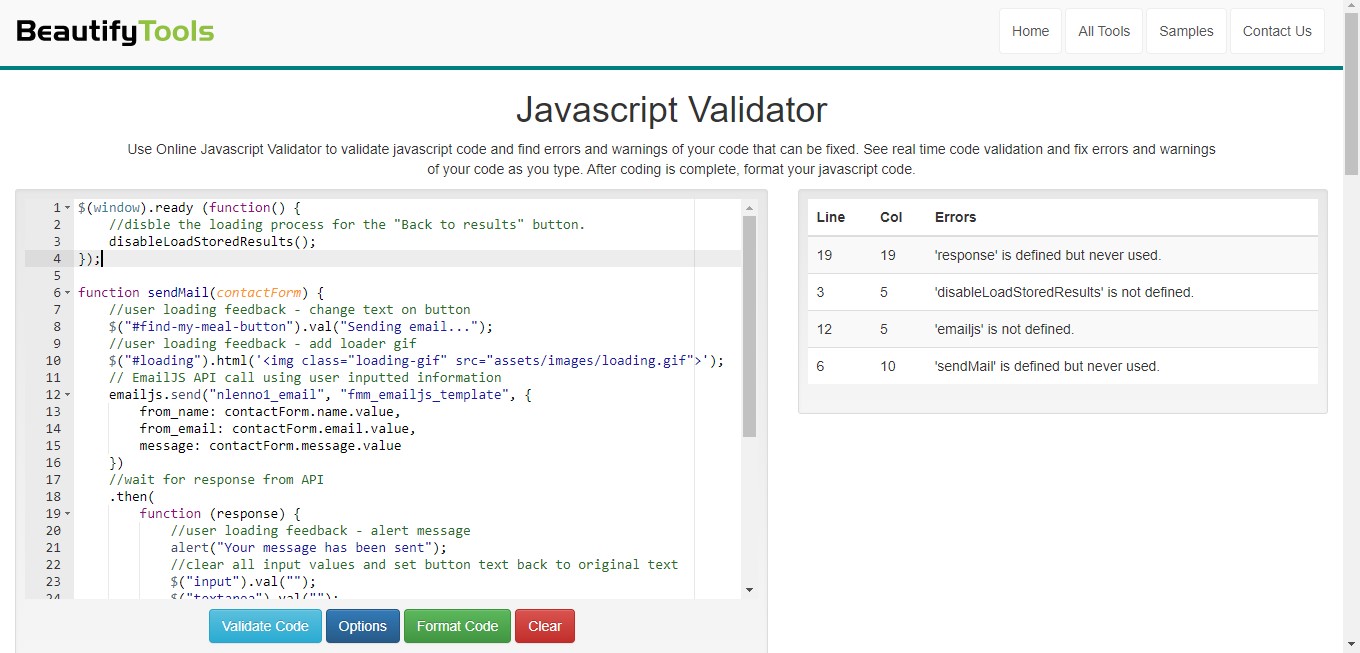 BeautifyTools
Home All Tools Samples Contact Us
Javascript Validator
Use Online Javascript Validator to validate javascript code and find errors and warnings of your code that can be fixed. See real time code validation and fix errors and warnings
of your code as you type. After coding is complete, format your javascript code.
1 $(window).ready (function() {
2 //disble the loading process for the "Back to results" button.
3 disableLoadStoredResults();
4 });
5
6 function sendMail(contactForm) {
7 //user loading feedback - change text on button
8 $("#find-my-meal-button").val("Sending email...");
9 //user loading feedback - add loader gif
10 $("#loading").html('<img class="loading-gif" src="assets/images/loading.gif">');
11 // EmailJS API call using user inputted information
12 emailjs.send("nlenno1_email", "fmm_emailjs_template", {
13 from_name: contactForm.name.value,
14 from_email: contactForm.email.value,
15 message: contactForm.message.value
16 })
17 //wait for response from API
18 .then(
19 function (response) {
20 //user loading feedback - alert message
21 alert("Your message has been sent");
22 //clear all input values and set button text back to original text
23 $("input").val("");
24 $("textarea").val("");
Validate Code Options Format Code Clear
Line Col Errors
19 19 'response' is defined but never used.
3 5 'disableLoadStoredResults' is not defined.
12 5 'emailjs' is not defined.
6 10 'sendMail' is defined but never used.